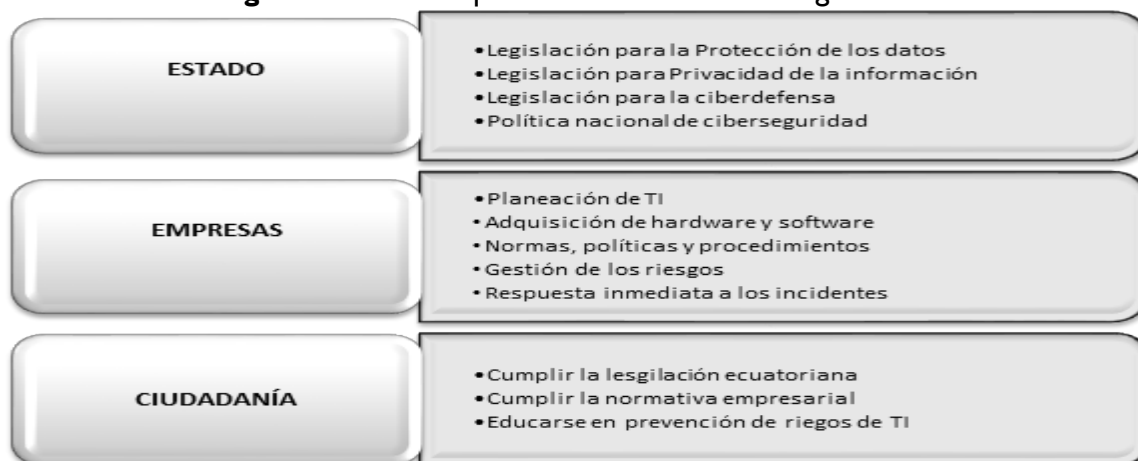 ESTADO
•Legislación para la Protección de los datos
•Legislación para Privacidad de la información
•Legislación para la ciberdefensa
•Política nacional de ciberseguridad
EMPRESAS
•Planeación de TI
•Adquisición de hardware y software
•Normas, políticas y procedimientos
•Gestión de los riesgos
•Respuesta inmediata a los incidentes
CIUDADANÍA
•Cumplir la lesgilación ecuatoriana
•Cumplir la normativa empresarial
•Educarse en prevención de riegos de TI